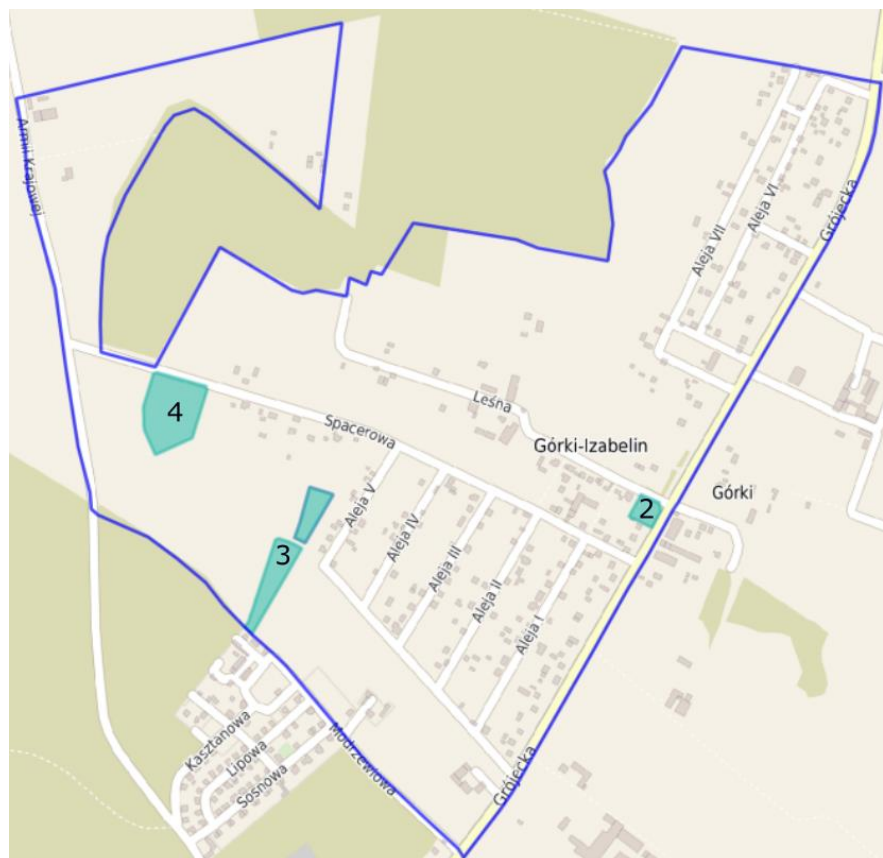 Armii Krajowej
Aleja VII
Aleja VI
Grójecka
4
Spacerowa
Leśna
Górki-Izabelin
2
Górki
Aleja V
Aleja IV
Aleja III
Aleja II
Aleja I
3
Kasztanowa
Lipowa
Sosnowa
Modrzewiowa
Grójecka